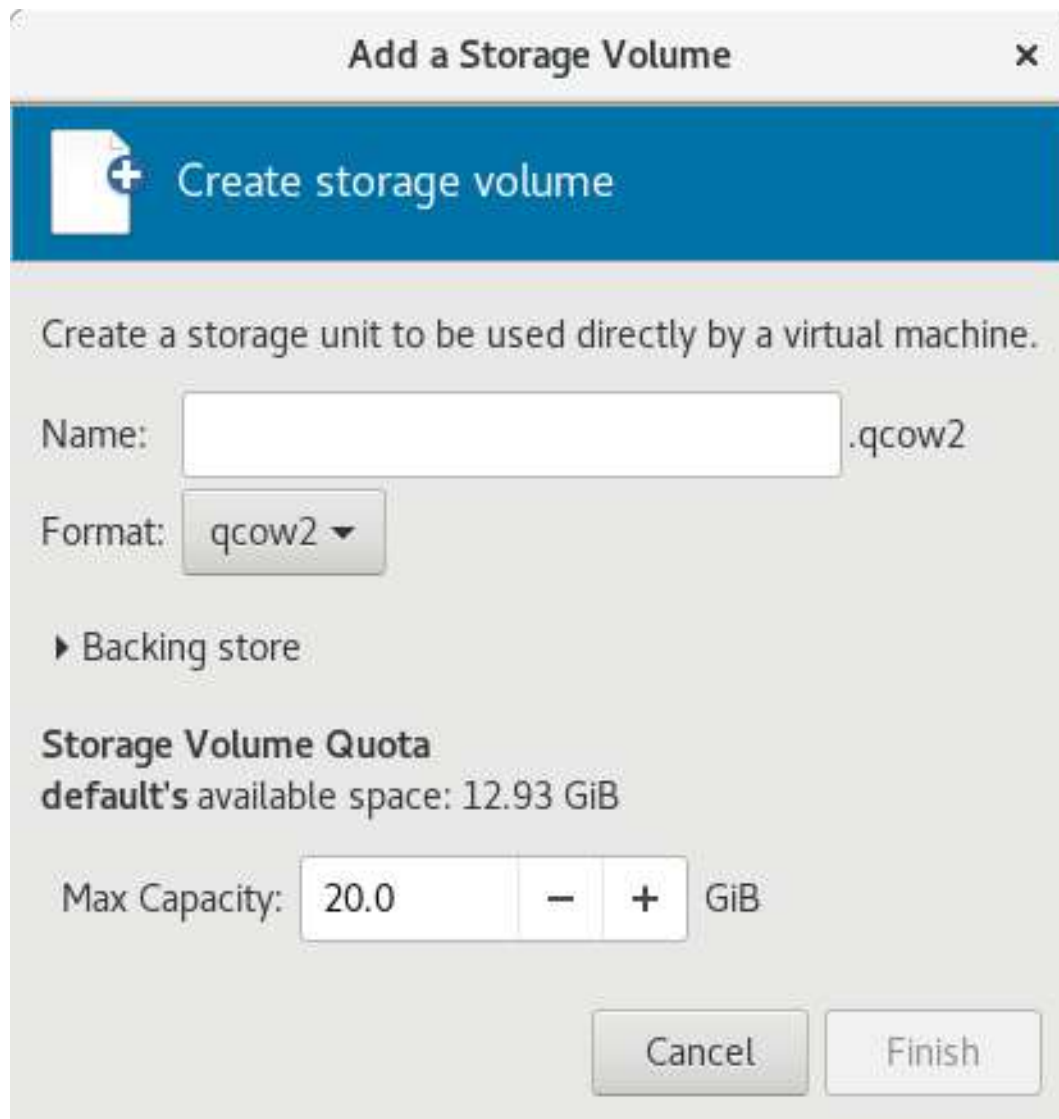 Add a Storage Volume ×
Create storage volume
Create a storage unit to be used directly by a virtual machine.
Name: .qcow2
Format: qcow2
Backing store
Storage Volume Quota
default's available space: 12.93 GiB
Max Capacity: 20.0 − + GiB
Cancel Finish